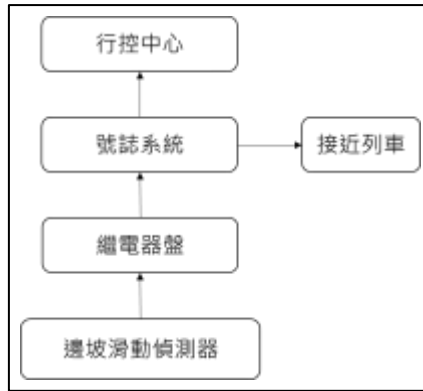 行控中心
號誌系統
接近列車
繼電器盤
邊坡滑動偵測器